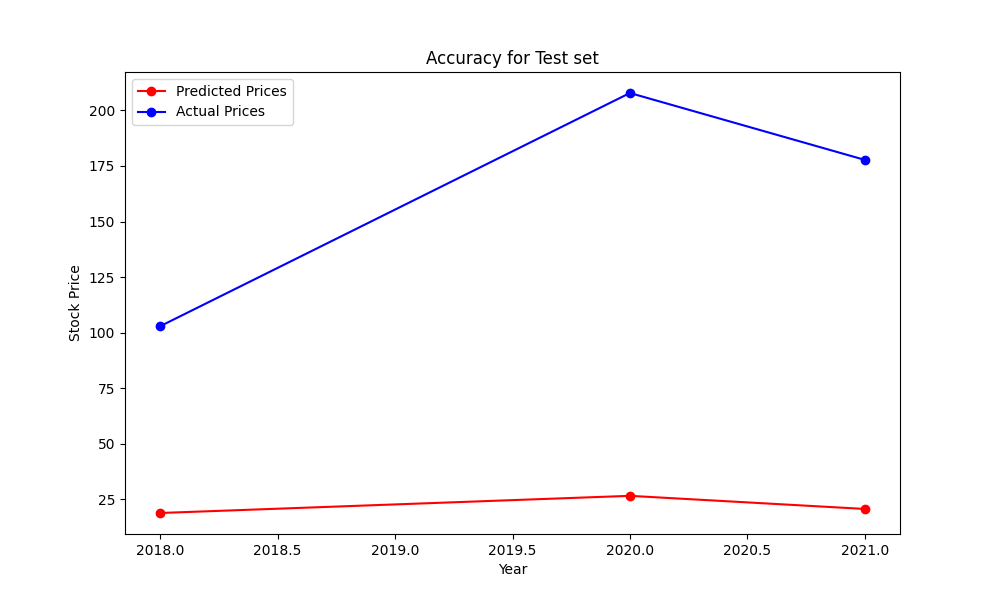 Accuracy for Test set
Predicted Prices
Actual Prices
200
175
150
125
100
75
50
25
Stock Price
2018.0 2018.5 2019.0 2019.5 2020.0 2020.5 2021.0
Year